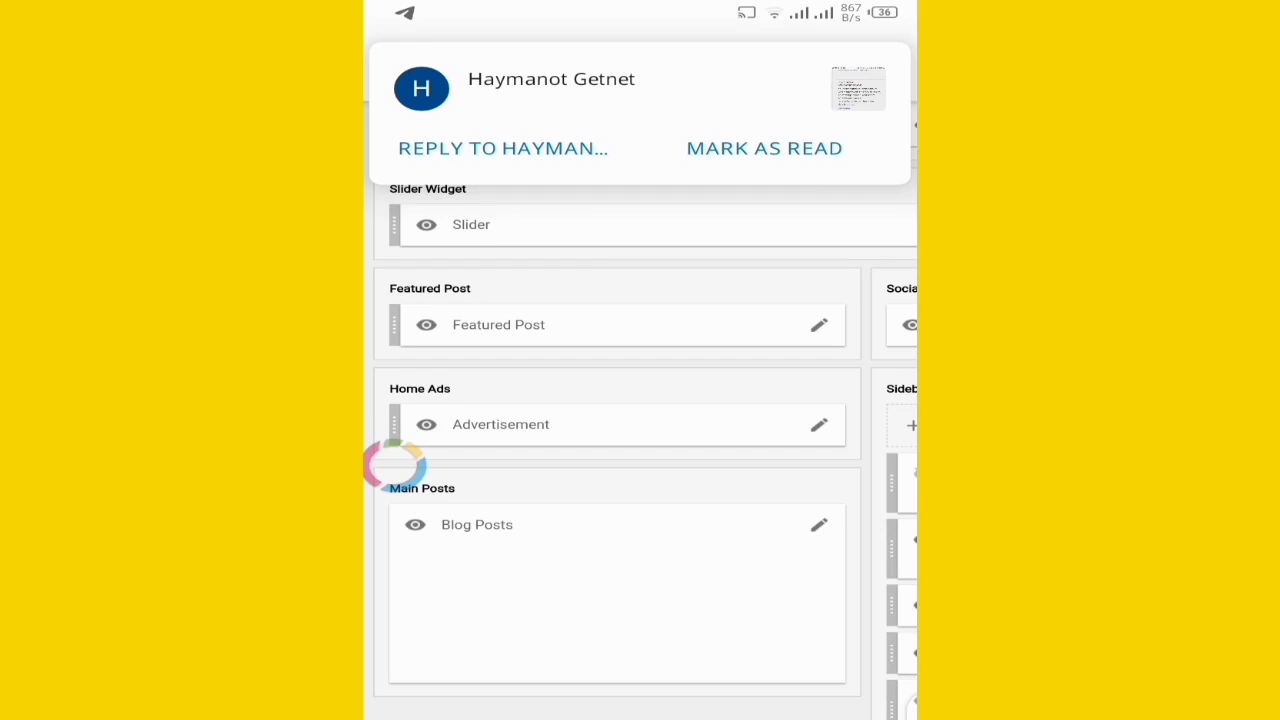 867
B/s
36
H
Haymanot Getnet
REPLY TO HAYMAN...
MARK AS READ
Slider Widget
Slider
Featured Post
Featured Post
Socia
Home Ads
Advertisement
Sideb
Main Posts
Blog Posts